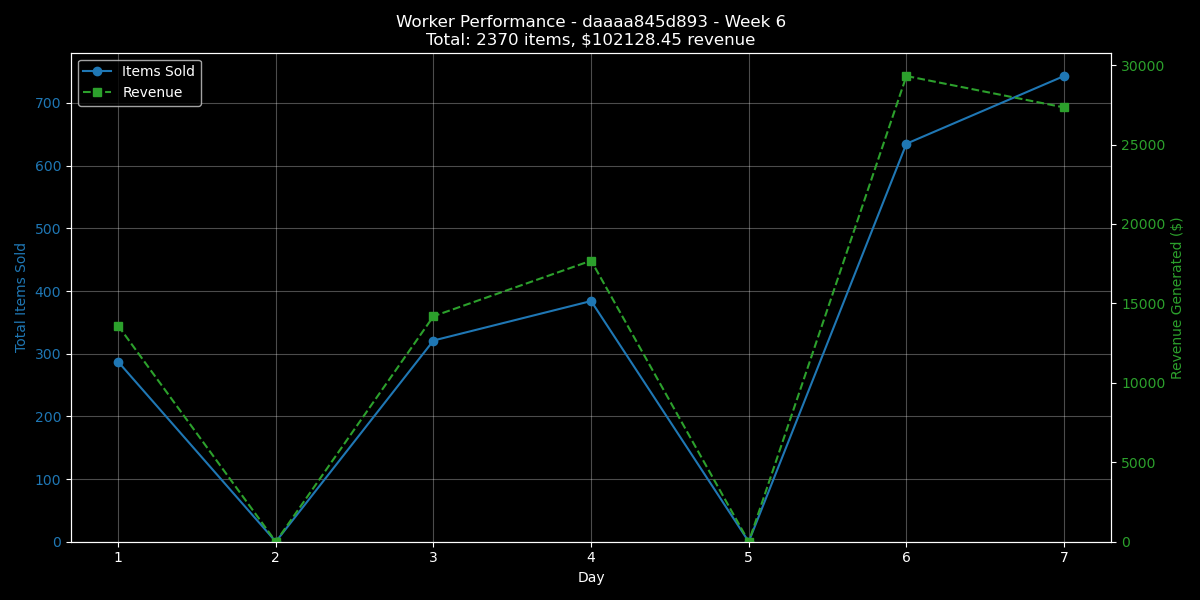 Worker Performance - daaaa845d893 - Week 6
Total: 2370 items, $102128.45 revenue
Items Sold
Revenue
Total Items Sold
700
600
500
400
300
200
100
0
30000
25000
20000
15000
10000
5000
0
Revenue Generated ($)
1 2 3 4 5 6 7
Day